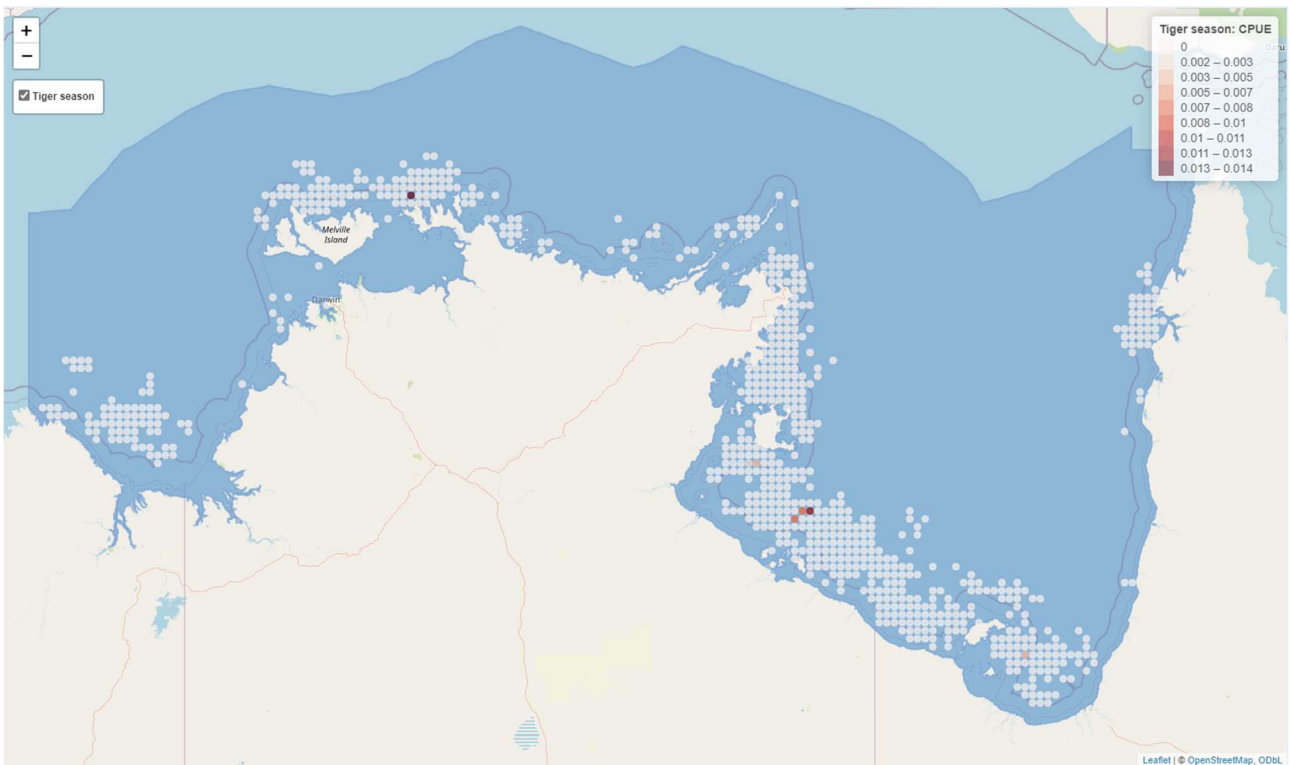 +
−
Tiger season
Tiger season: CPUE
0
0.002 – 0.003
0.003 – 0.005
0.005 – 0.007
0.007 – 0.008
0.008 – 0.01
0.01 – 0.011
0.011 – 0.013
0.013 – 0.014
Daru
Melville
Island
Darwin
Leaflet | © OpenStreetMap, ODbL